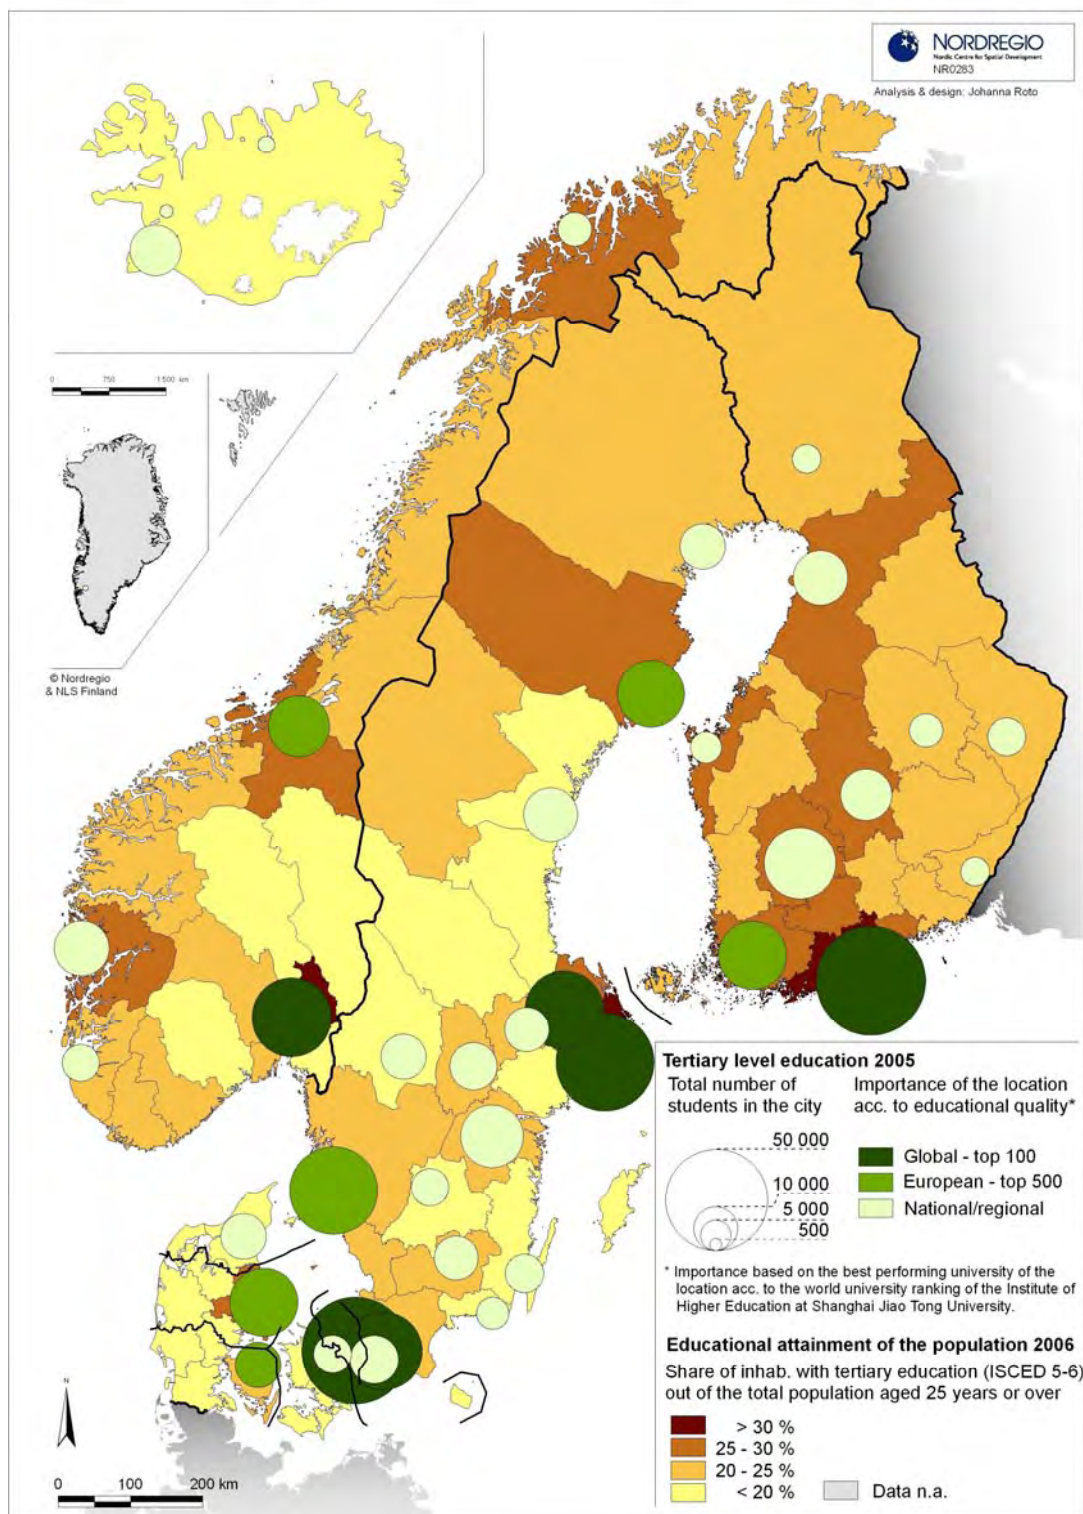 NORDREGIO
Nordic Centre for Spatial Development
NR0283
Analysis & design: Johanna Roto
0 750 1 500 km
© Nordregio
& NLS Finland
Tertiary level education 2005
Total number of
students in the city
50 000
10 000
5 000
500
Importance of the location
acc. to educational quality*
Global - top 100
European - top 500
National/regional
* Importance based on the best performing university of the
location acc. to the world university ranking of the Institute of
Higher Education at Shanghai Jiao Tong University.
Educational attainment of the population 2006
Share of inhab. with tertiary education (ISCED 5-6)
out of the total population aged 25 years or over
> 30 %
25 - 30 %
20 - 25 %
< 20 %
Data n.a.
N
0 100 200 km